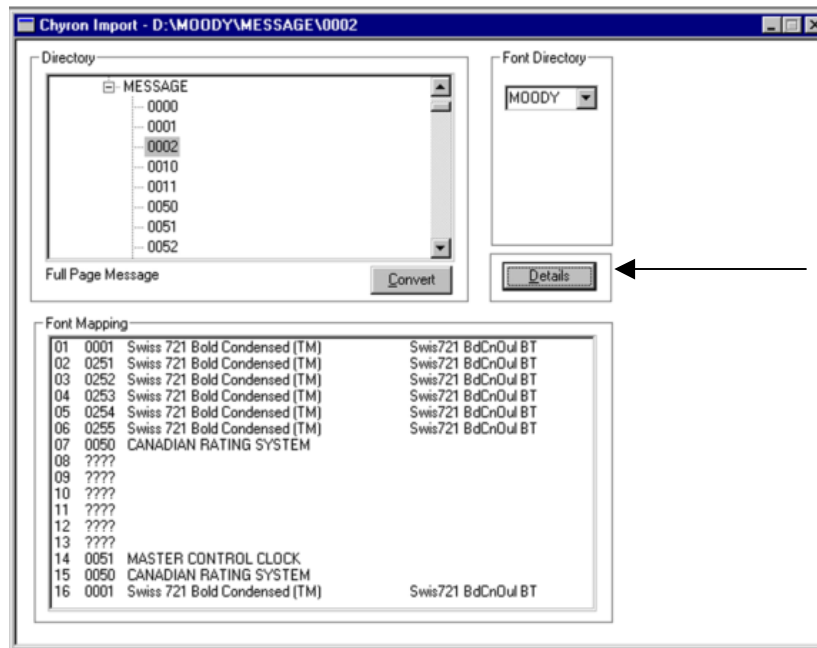 Chyron Import - D:\MOODY\MESSAGE\0002
Directory
MESSAGE
0000
0001
0002
0010
0011
0050
0051
0052
Full Page Message
Convert
Font Directory
MOODY
Details
Font Mapping
01 0001 Swiss 721 Bold Condensed (TM) Swis721 BdCnOul BT
02 0251 Swiss 721 Bold Condensed (TM) Swis721 BdCnOul BT
03 0252 Swiss 721 Bold Condensed (TM) Swis721 BdCnOul BT
04 0253 Swiss 721 Bold Condensed (TM) Swis721 BdCnOul BT
05 0254 Swiss 721 Bold Condensed (TM) Swis721 BdCnOul BT
06 0255 Swiss 721 Bold Condensed (TM) Swis721 BdCnOul BT
07 0050 CANADIAN RATING SYSTEM
08 ????
09 ????
10 ????
11 ????
12 ????
13 ????
14 0051 MASTER CONTROL CLOCK
15 0050 CANADIAN RATING SYSTEM
16 0001 Swiss 721 Bold Condensed (TM) Swis721 BdCnOul BT